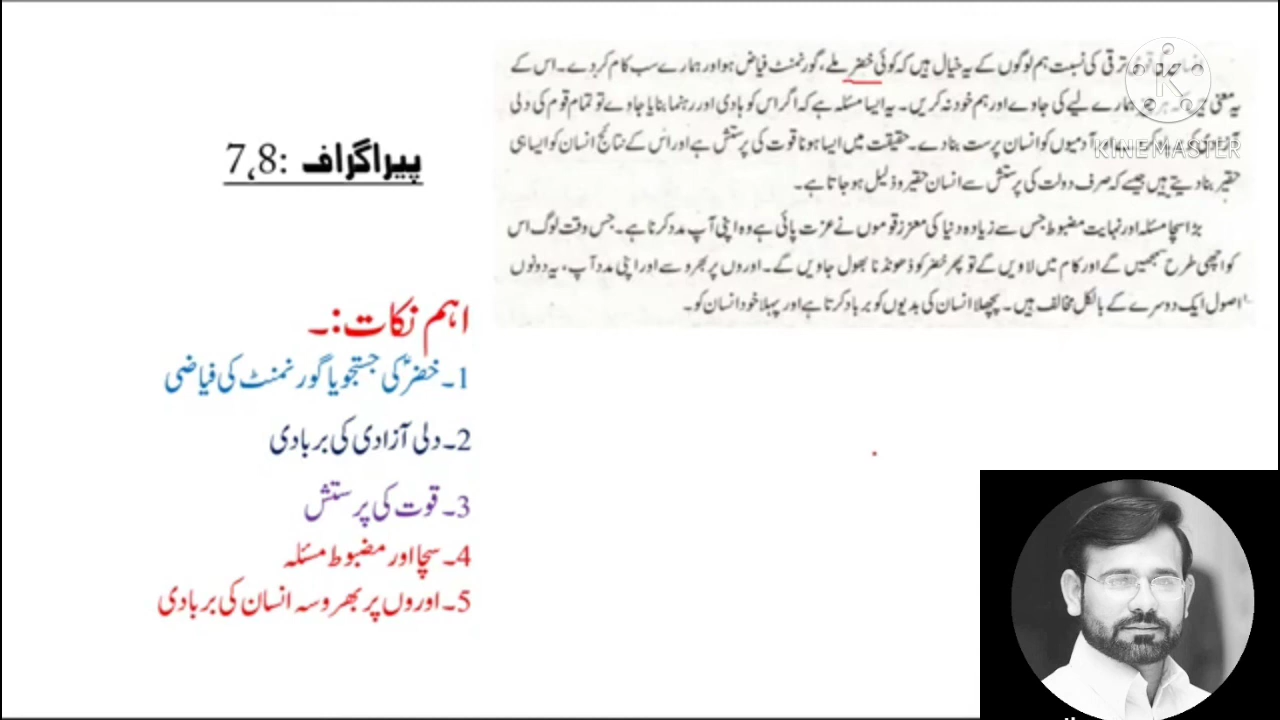 قومی ترقی کی نسبت ہم لوگوں کے یہ خیال ہیں کہ کوئی خضر ملے، گورنمنٹ فیاض ہو اور ہمارے سب کام کر دے۔ اس کے
یہ معنی ہیں کہ ہر چیز ہمارے لیے کی جاوے اور ہم خود نہ کریں۔ یہ ایسا مسئلہ ہے کہ اگر اس کو ہادی اور رہنما بنایا جاوے تو تمام قوم کی دلی
آزادی کو اور آدمیوں کو انسان پرست بنا دے۔ حقیقت میں ایسا ہونا قوت کی پرستش ہے اور اس کے نتائج انسان کو ایسا ہی
حقیر بنا دیتے ہیں جیسے کہ صرف دولت کی پرستش سے انسان حقیر و ذلیل ہو جاتا ہے۔
بڑا سچا مسئلہ اور نہایت مضبوط جس سے زیادہ دنیا کی معزز قوموں نے عزت پائی ہے وہ اپنی آپ مدد کرنا ہے۔ جس وقت لوگ اس
کو اچھی طرح سمجھیں گے اور کام میں لاویں گے تو پھر خضر کو ڈھونڈنا بھول جاویں گے۔ اوروں پر بھروسے اور اپنی مدد آپ، یہ دونوں
اصول ایک دوسرے کے بالکل مخالف ہیں۔ پچھلا انسان کی بدیوں کو برباد کرتا ہے اور پہلا خود انسان کو۔
KINEMASTER
پیراگراف :7،8
اہم نکات:۔
1۔ خضرؑ کی جستجو یا گورنمنٹ کی فیاضی
2۔ دلی آزادی کی بربادی
3۔ قوت کی پرستش
4۔ سچا اور مضبوط مسئلہ
5۔ اوروں پر بھروسہ انسان کی بربادی